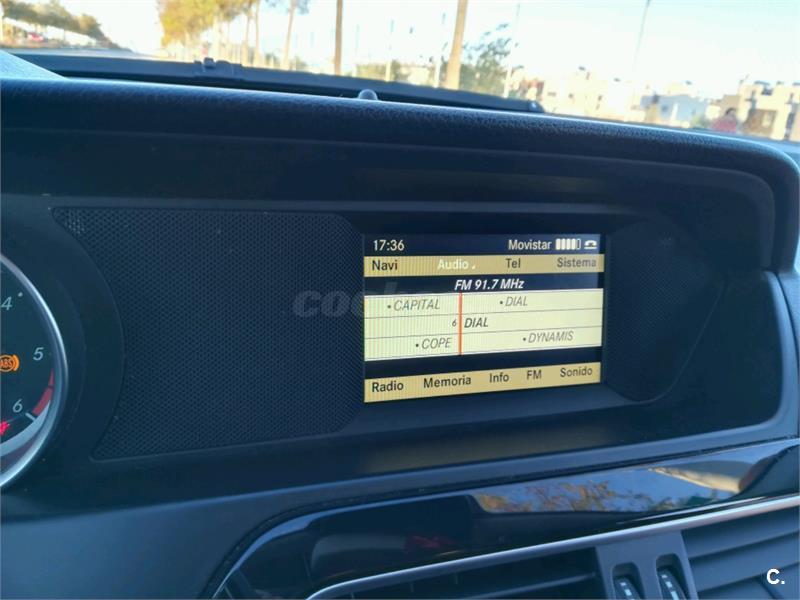 17:36 Movistar
Navi Audio Tel Sistema
FM 91.7 MHz
• CAPITAL • DIAL
6 DIAL
• COPE • DYNAMIS
Radio Memoria Info FM Sonido
4
5
6
ABS
C.